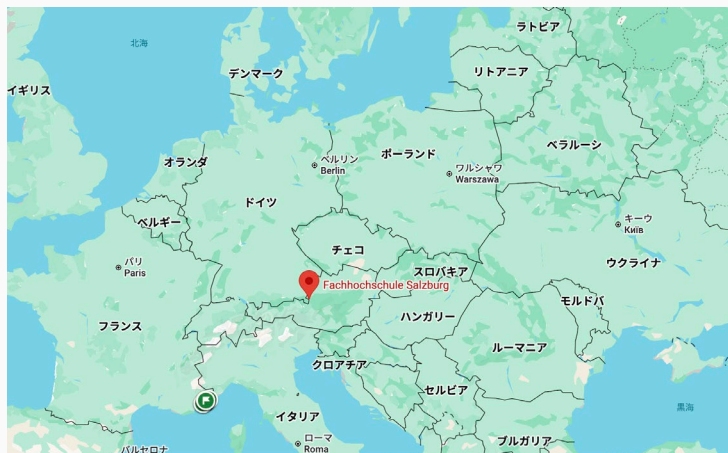 ラトビア
北海
デンマーク
リトアニア
イギリス
ベラルーシ
オランダ
ベルリン
Berlin
ポーランド
ワルシャワ
Warszawa
ドイツ
ベルギー
キーウ
Київ
チェコ
パリ
Paris
ウクライナ
スロバキア
Fachhochschule Salzburg
モルドバ
ハンガリー
フランス
ルーマニア
クロアチア
セルビア
黒海
イタリア
ローマ
Roma
ブルガリア
バルセロナ